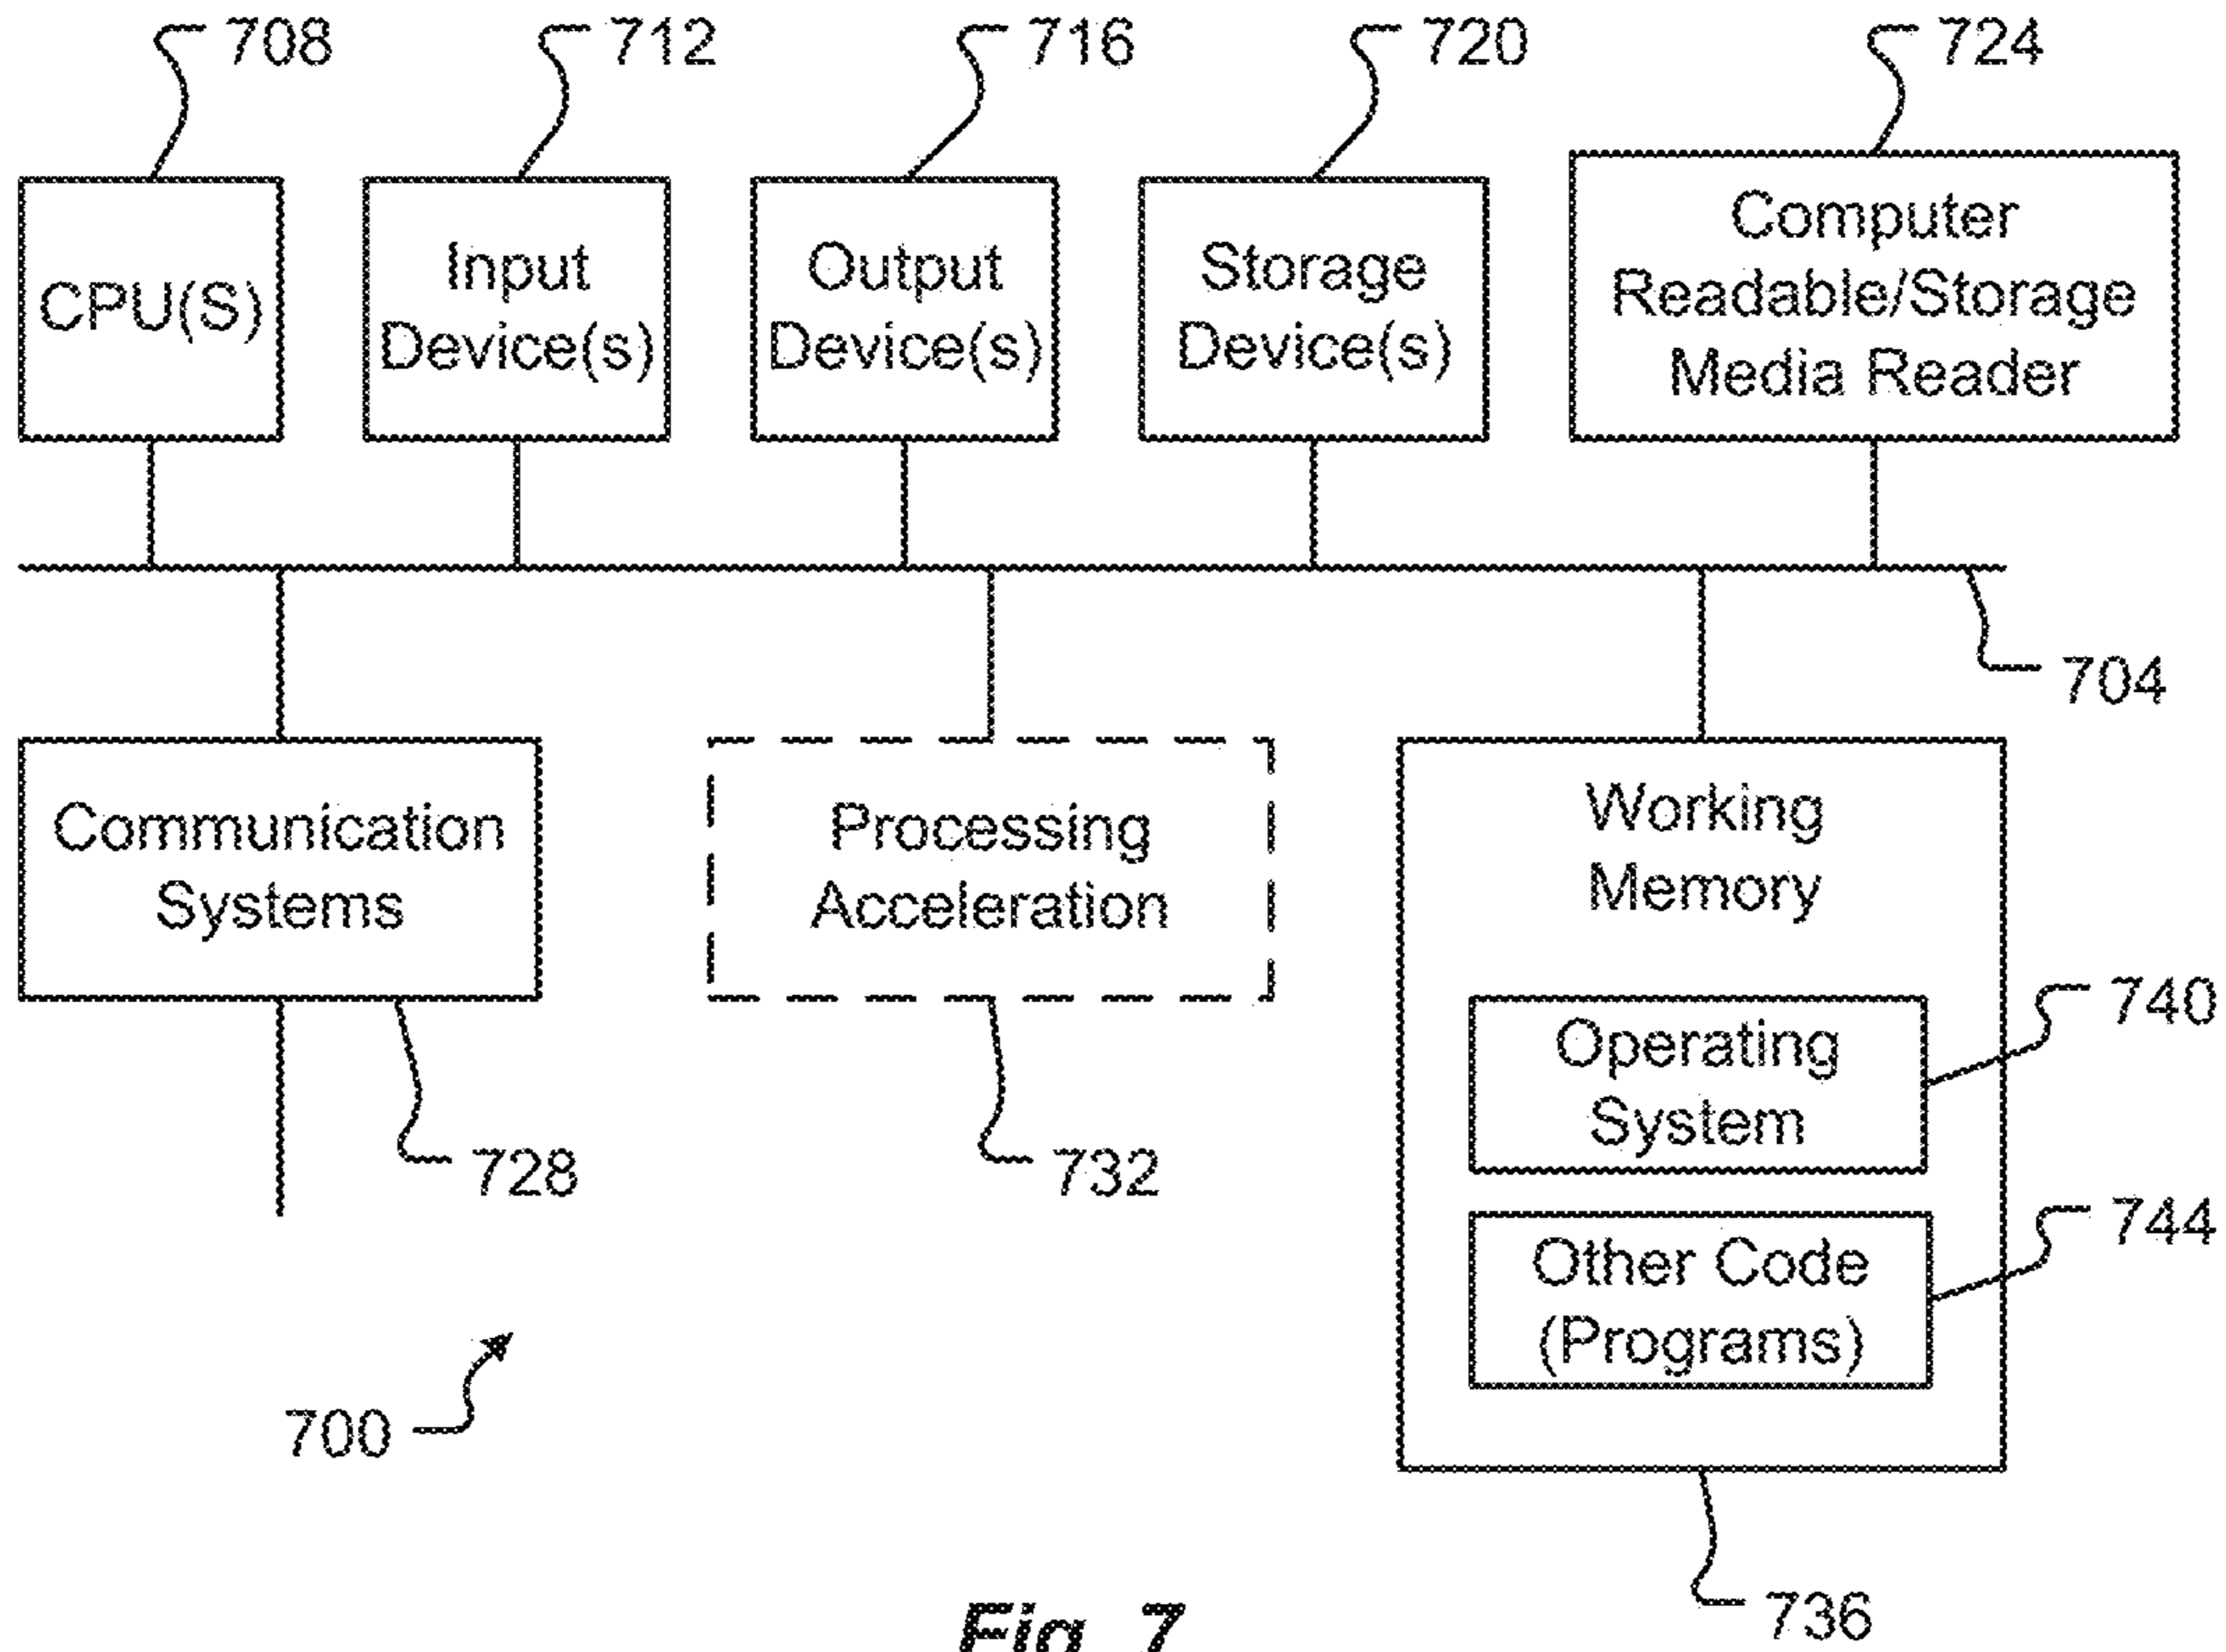 708
712
716
720
724
CPU(S)
Input
Device(s)
Output
Device(s)
Storage
Device(s)
Computer
Readable/Storage
Media Reader
704
Communication
Systems
Processing
Acceleration
Working
Memory
Operating
System
740
Other Code
(Programs)
744
728
732
700
736
Fig. 7